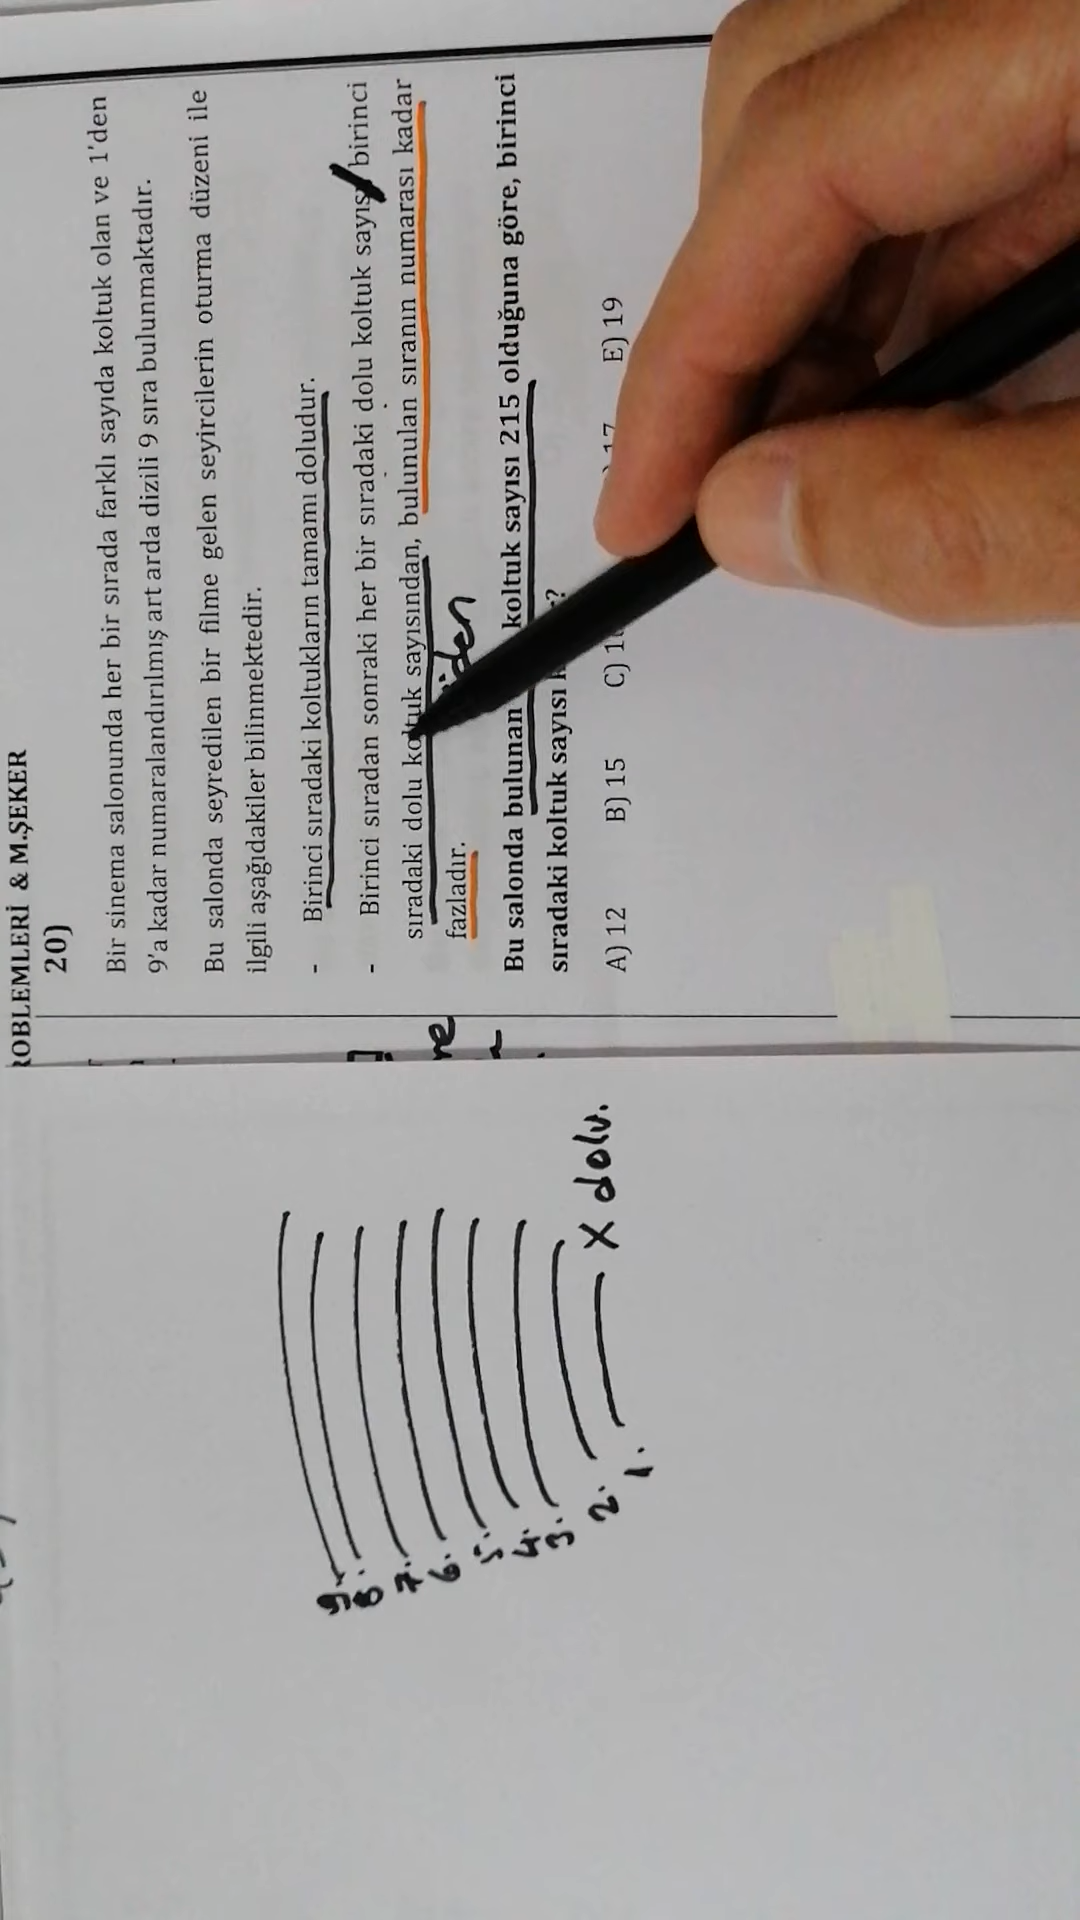 ROBLEMLERİ & M.ŞEKER
20)
Bir sinema salonunda her bir sırada farklı sayıda koltuk olan ve 1'den
9'a kadar numaralandırılmış art arda dizili 9 sıra bulunmaktadır.
Bu salonda seyredilen bir filme gelen seyircilerin oturma düzeni ile
ilgili aşağıdakiler bilinmektedir.
- Birinci sıradaki koltukların tamamı doludur.
- Birinci sıradan sonraki her bir sıradaki dolu koltuk sayısı birinci
sıradaki dolu koltuk sayısından, bulunulan sıranın numarası kadar
fazladır.
Bu salonda bulunan koltuk sayısı 215 olduğuna göre, birinci
sıradaki koltuk sayısı
A) 12 B) 15 C) 17 E) 19
9.
8.
7.
6.
5.
4.
3.
2.
1. X dolu.